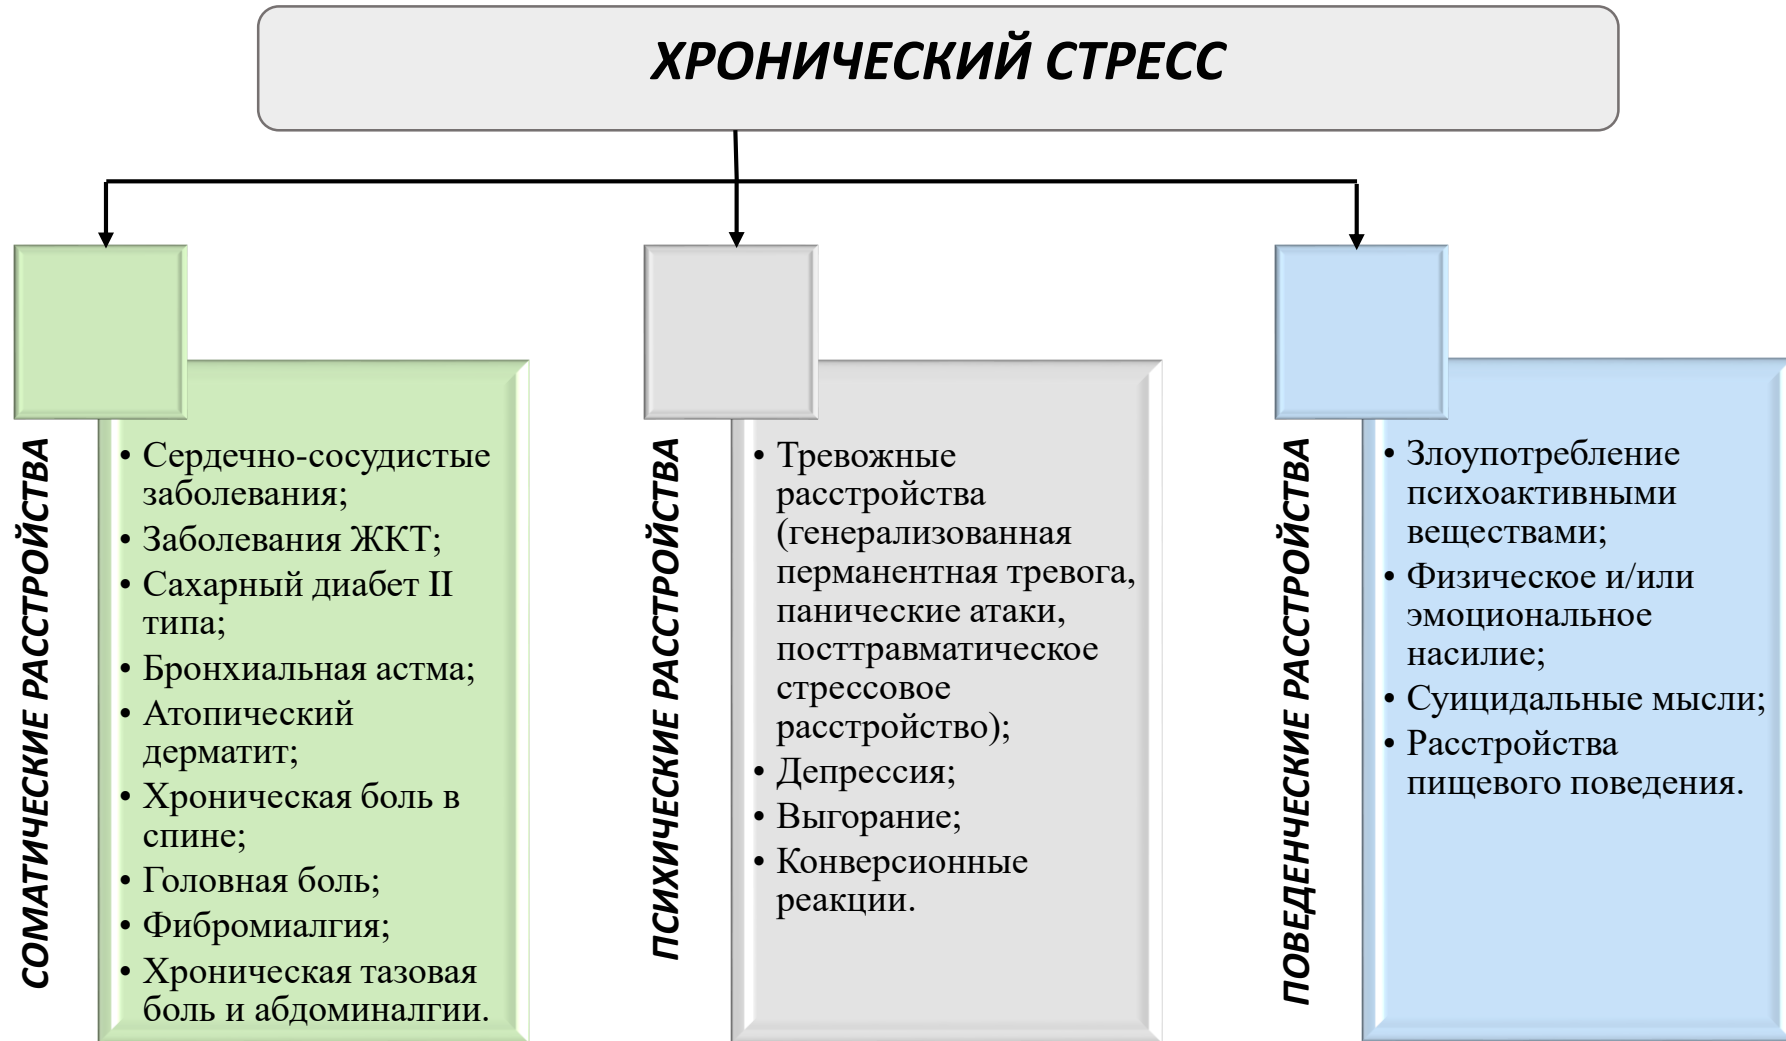 ХРОНИЧЕСКИЙ СТРЕСС
СОМАТИЧЕСКИЕ РАССТРОЙСТВА
• Сердечно-сосудистые
заболевания;
• Заболевания ЖКТ;
• Сахарный диабет II
типа;
• Бронхиальная астма;
• Атопический
дерматит;
• Хроническая боль в
спине;
• Головная боль;
• Фибромиалгия;
• Хроническая тазовая
боль и абдоминалгии.
ПСИХИЧЕСКИЕ РАССТРОЙСТВА
• Тревожные
расстройства
(генерализованная
перманентная тревога,
панические атаки,
посттравматическое
стрессовое
расстройство);
• Депрессия;
• Выгорание;
• Конверсионные
реакции.
ПОВЕДЕНЧЕСКИЕ РАССТРОЙСТВА
• Злоупотребление
психоактивными
веществами;
• Физическое и/или
эмоциональное
насилие;
• Суицидальные мысли;
• Расстройства
пищевого поведения.